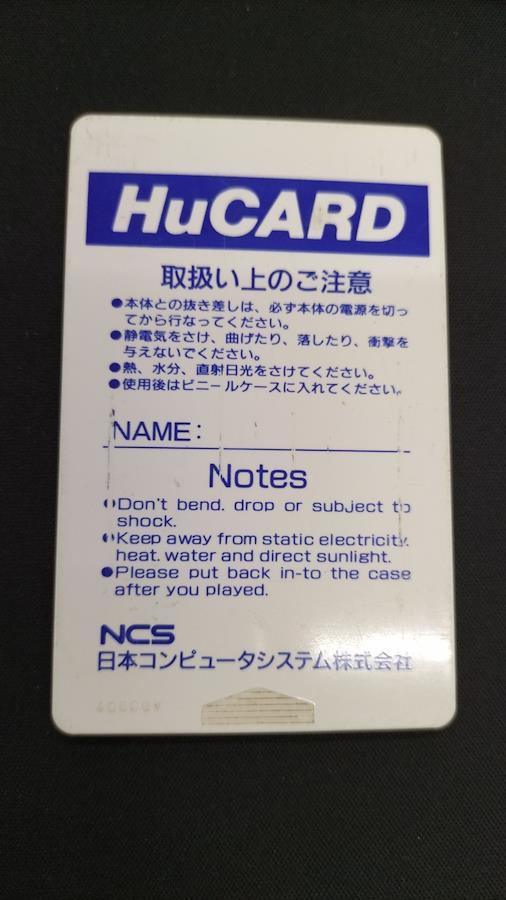 HuCARD
取扱い上のご注意
●本体との抜き差しは、必ず本体の電源を切っ
てから行なってください。
●静電気をさけ、曲げたり、落したり、衝撃を
与えないでください。
●熱、水分、直射日光をさけてください。
●使用後はビニールケースに入れてください。
NAME:
Notes
●Don't bend. drop or subject to
shock.
●Keep away from static electricity.
heat. water and direct sunlight.
●Please put back in-to the case
after you played.
NCS
日本コンピュータシステム株式会社